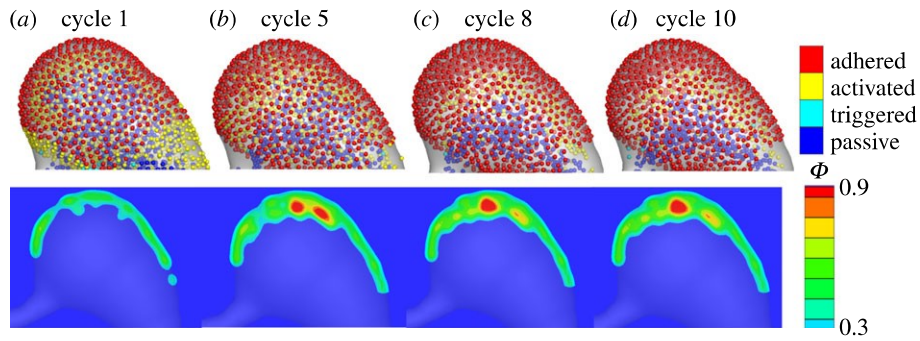 (a) cycle 1 (b) cycle 5 (c) cycle 8 (d) cycle 10
adhered
activated
triggered
passive
Φ
0.9
0.3